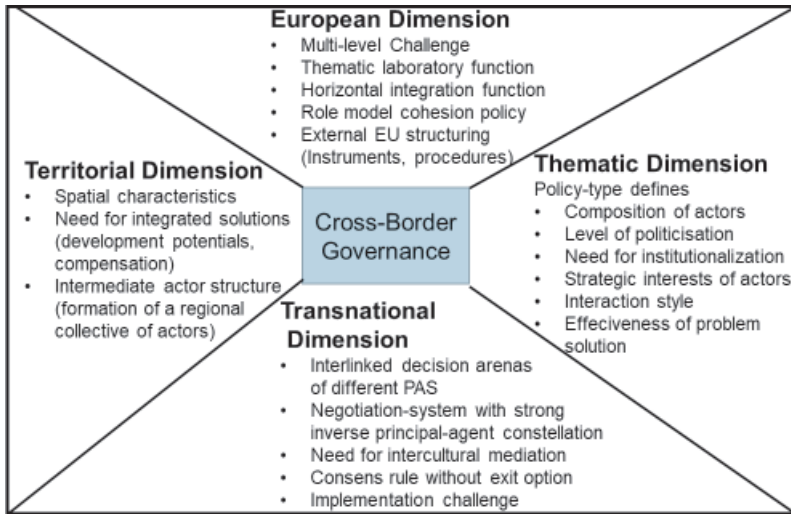 European Dimension
• Multi-level Challenge
• Thematic laboratory function
• Horizontal integration function
• Role model cohesion policy
• External EU structuring
(Instruments, procedures)
Territorial Dimension
• Spatial characteristics
• Need for integrated solutions
(development potentials,
compensation)
• Intermediate actor structure
(formation of a regional
collective of actors)
Cross-Border
Governance
Thematic Dimension
Policy-type defines
• Composition of actors
• Level of politicisation
• Need for institutionalization
• Strategic interests of actors
• Interaction style
• Effeciveness of problem
solution
Transnational
Dimension
• Interlinked decision arenas
of different PAS
• Negotiation-system with strong
inverse principal-agent constellation
• Need for intercultural mediation
• Consens rule without exit option
• Implementation challenge